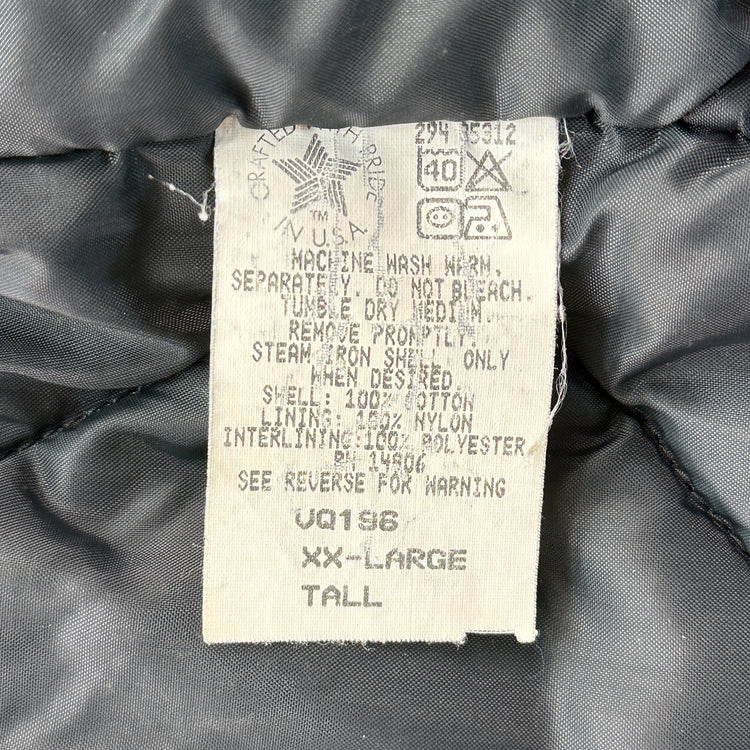 CRAFTED WITH PRIDE
TM
IN U.S.A.
294 35312
40
MACHINE WASH WARM.
SEPARATELY. DO NOT BLEACH.
TUMBLE DRY MEDIUM.
REMOVE PROMPTLY.
STEAM IRON SHELL ONLY
WHEN DESIRED.
SHELL: 100% COTTON
LINING: 100% NYLON
INTERLINING:100% POLYESTER
RN 14806
SEE REVERSE FOR WARNING
VQ196
XX-LARGE
TALL